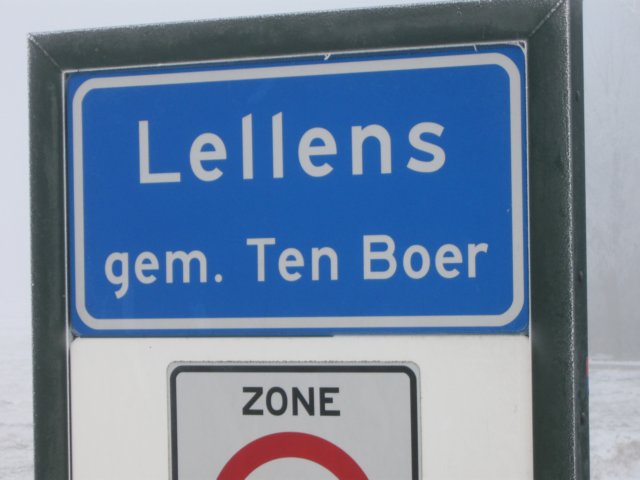 Lellens
gem. Ten Boer
ZONE